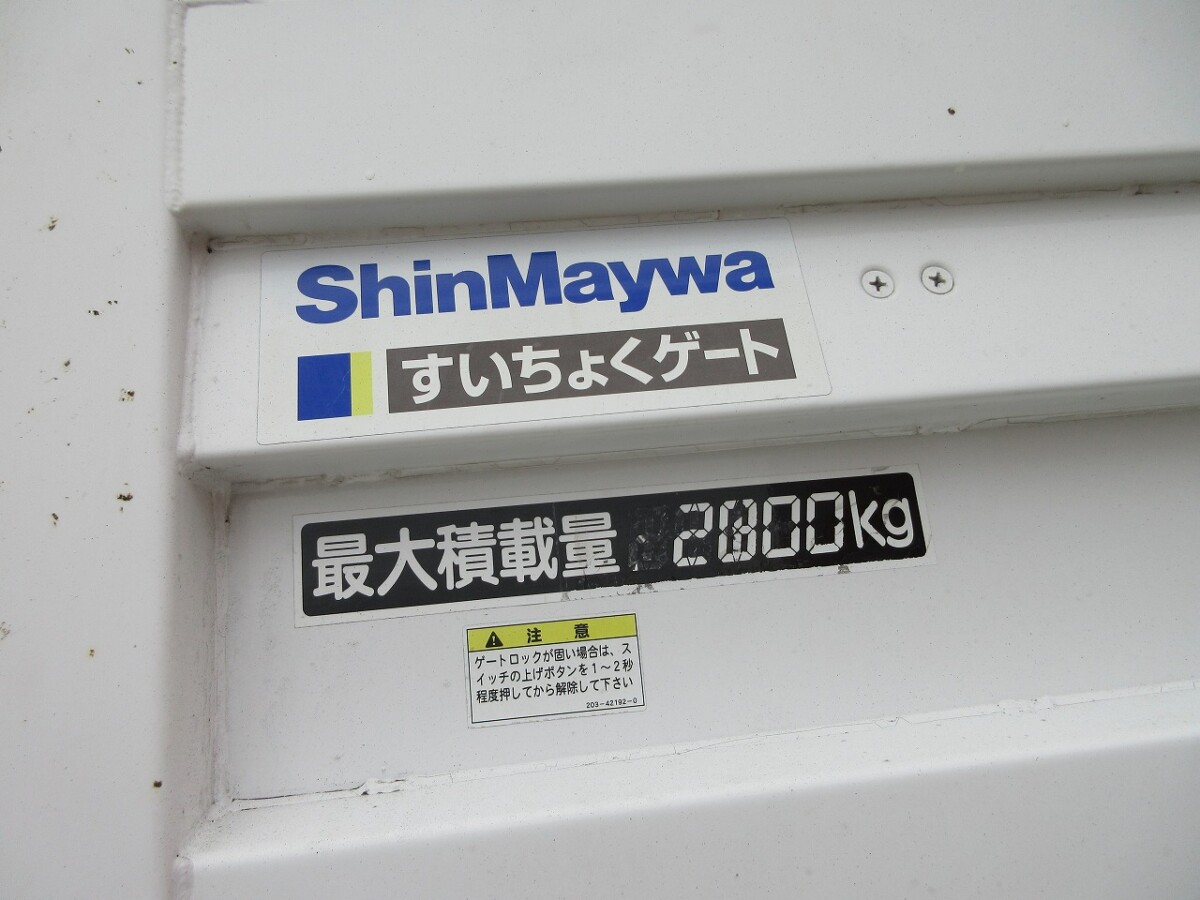 ShinMaywa
すいちょくゲート
最大積載量 2800kg
注 意
ゲートロックが固い場合は、ス
イッチの上げボタンを1～2秒
程度押してから解除して下さい
203-42192-0